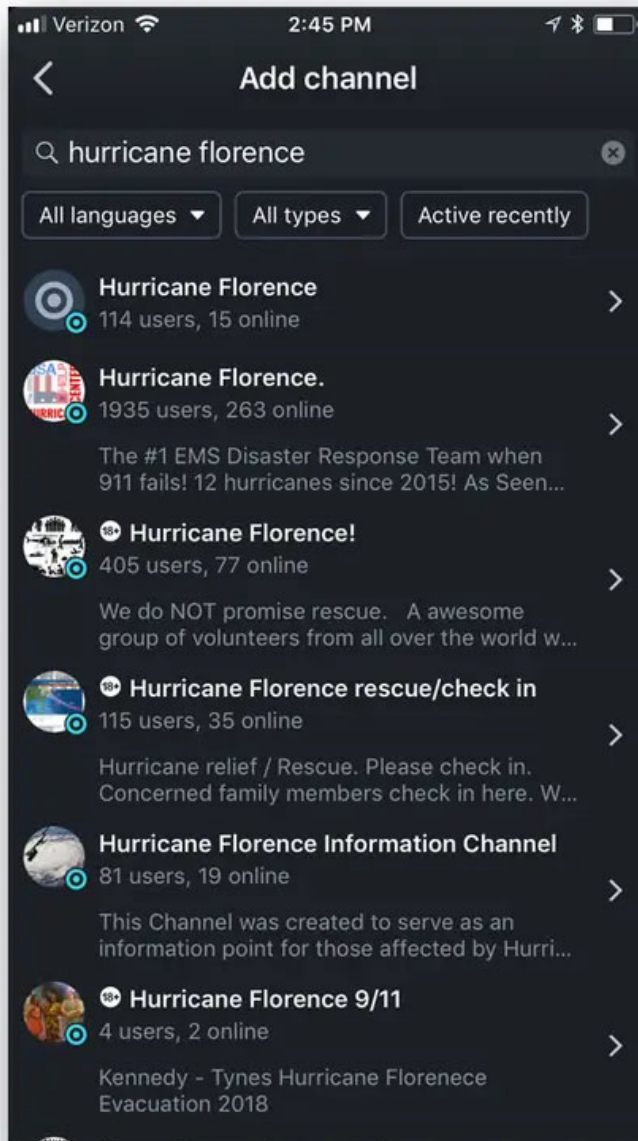 Verizon 2:45 PM
Add channel
hurricane florence
All languages All types Active recently
Hurricane Florence
114 users, 15 online
Hurricane Florence.
1935 users, 263 online
The #1 EMS Disaster Response Team when
911 fails! 12 hurricanes since 2015! As Seen...
18+ Hurricane Florence!
405 users, 77 online
We do NOT promise rescue. A awesome
group of volunteers from all over the world w...
18+ Hurricane Florence rescue/check in
115 users, 35 online
Hurricane relief / Rescue. Please check in.
Concerned family members check in here. W...
Hurricane Florence Information Channel
81 users, 19 online
This Channel was created to serve as an
information point for those affected by Hurri...
18+ Hurricane Florence 9/11
4 users, 2 online
Kennedy - Tynes Hurricane Florenece
Evacuation 2018